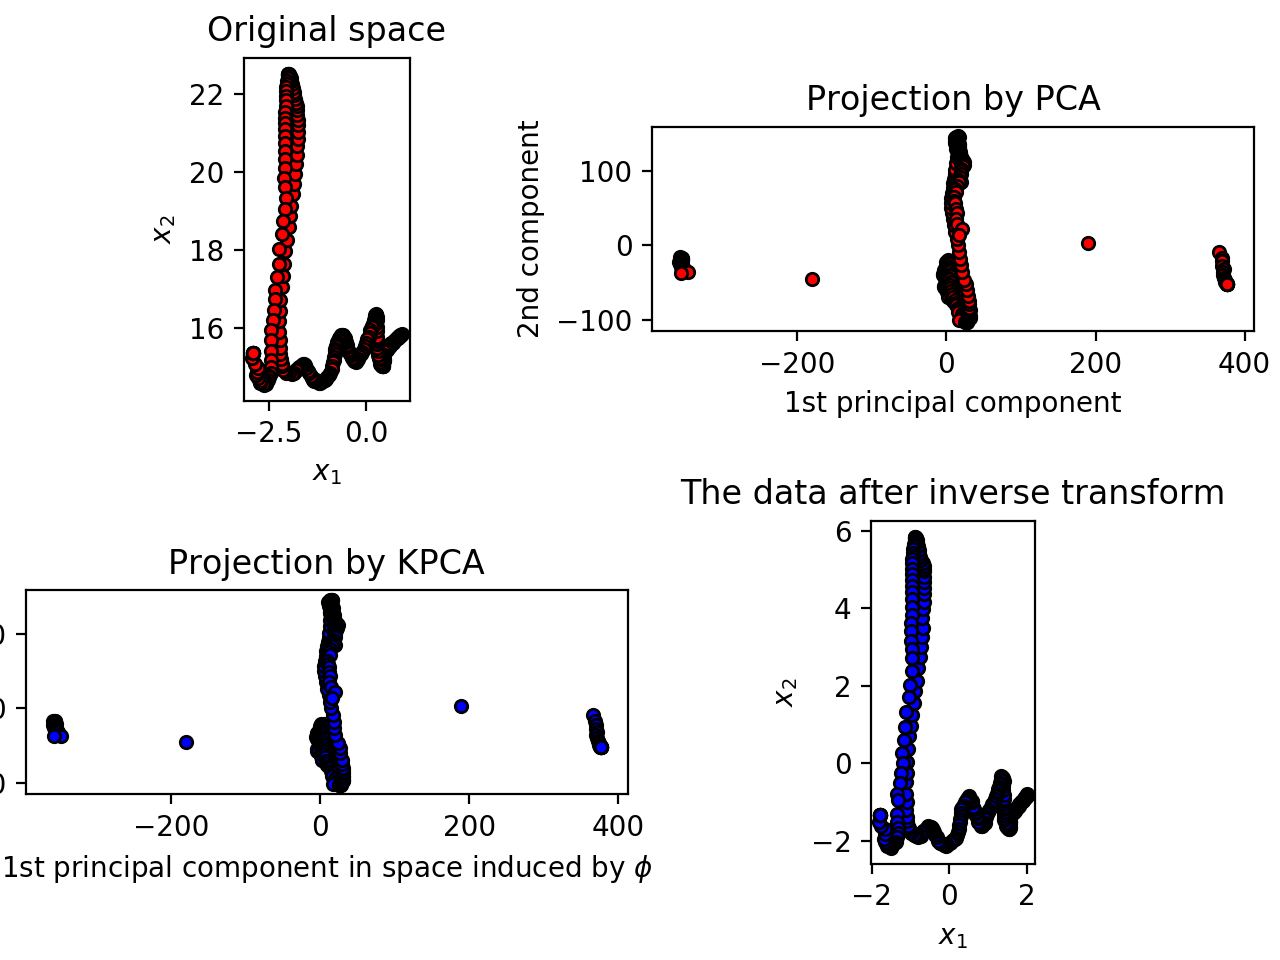 Original space
22
20
18
16
x₂
−2.5 0.0
x₁
Projection by PCA
100
0
−100
2nd component
−200 0 200 400
1st principal component
Projection by KPCA
−200 0 200 400
1st principal component in space induced by ϕ
The data after inverse transform
6
4
2
0
−2
x₂
−2 0 2
x₁